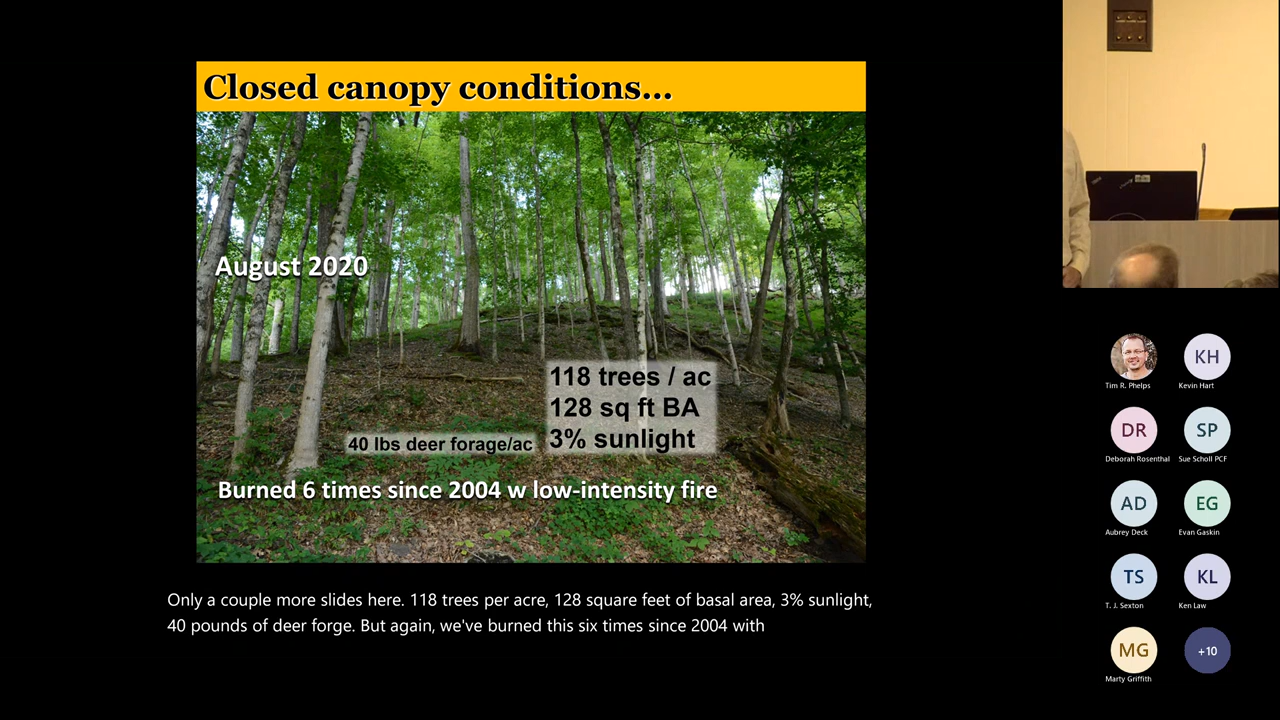 Closed canopy conditions...
August 2020
118 trees / ac
128 sq ft BA
3% sunlight
40 lbs deer forage/ac
Burned 6 times since 2004 w low-intensity fire
Only a couple more slides here. 118 trees per acre, 128 square feet of basal area, 3% sunlight,
40 pounds of deer forge. But again, we've burned this six times since 2004 with
Tim R. Phelps
KH
Kevin Hart
DR
Deborah Rosenthal
SP
Sue Scholl PCF
AD
Aubrey Deck
EG
Evan Gaskin
TS
T. J. Sexton
KL
Ken Law
MG
Marty Griffith
+10